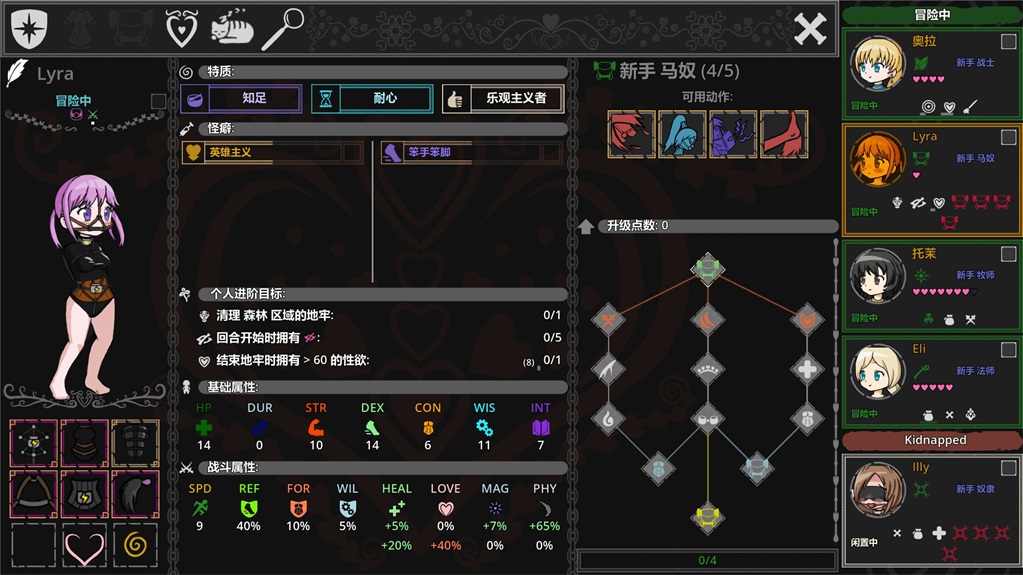 Lyra
冒险中
特质:
知足
耐心
乐观主义者
怪癖:
英雄主义
笨手笨脚
个人进阶目标:
清理 森林 区域的地牢:
0/1
回合开始时拥有 :
0/5
结束地牢时拥有 > 60 的性欲:
(8)
0/1
基础属性:
HP DUR STR DEX CON WIS INT
14 0 10 14 6 11 7
战斗属性:
SPD REF FOR WIL HEAL LOVE MAG PHY
9 40% 10% 5% +5% 0% +7% +65%
+20% +40% 0% 0%
新手 马奴 (4/5)
可用动作:
升级点数: 0
0/4
冒险中
奥拉
新手 战士
冒险中
Lyra
新手 马奴
冒险中
托茉
新手 牧师
冒险中
Eli
新手 法师
冒险中
Kidnapped
Illy
新手 奴隶
闲置中